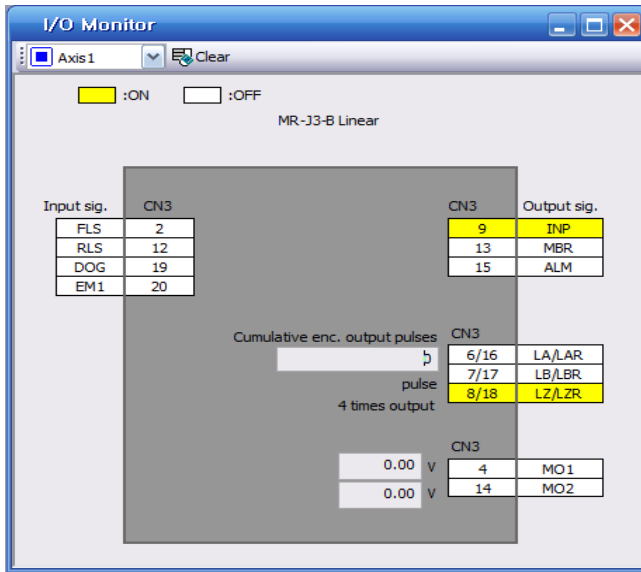 I/O Monitor
Axis1 Clear
:ON :OFF
MR-J3-B Linear
Input sig. CN3 CN3 Output sig.
FLS 2 9 INP
RLS 12 13 MBR
DOG 19 15 ALM
EM1 20
Cumulative enc. output pulses CN3
6/16 LA/LAR
7/17 LB/LBR
pulse 8/18 LZ/LZR
4 times output
CN3
0.00 V 4 MO1
0.00 V 14 MO2